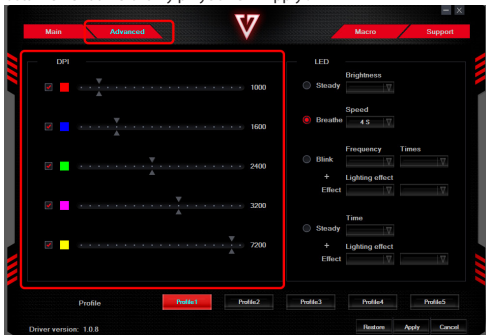 Main
Advanced
Macro
Support
DPI
1000
1600
2400
3200
7200
LED
Brightness
Steady
Speed
Breathe
4 S
Frequency Times
Blink
+ Lighting effect
Effect
Time
Steady
+ Lighting effect
Effect
Profile
Profile1
Profile2
Profile3
Profile4
Profile5
Driver version: 1.0.8
Restore
Apply
Cancel